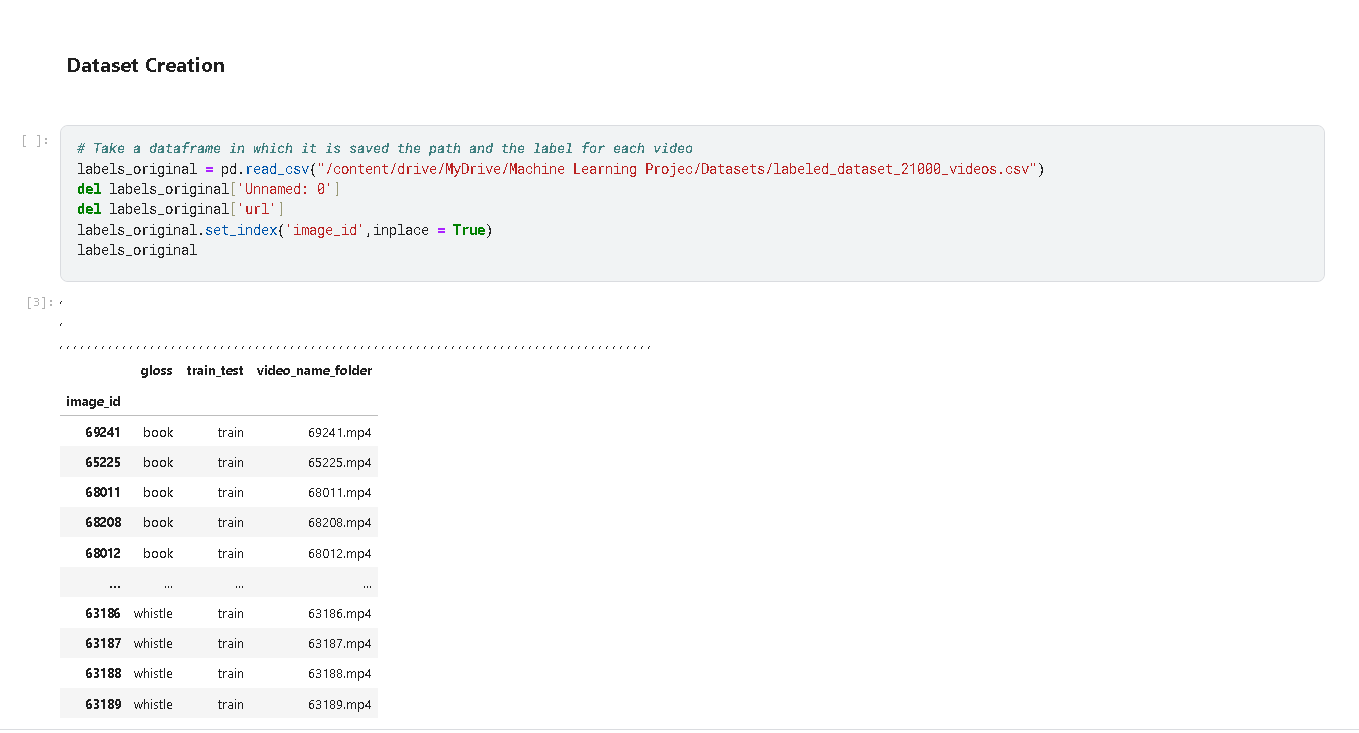 Dataset Creation
[ ]:
# Take a dataframe in which it is saved the path and the label for each video
labels_original = pd.read_csv("/content/drive/MyDrive/Machine Learning Projec/Datasets/labeled_dataset_21000_videos.csv")
del labels_original['Unnamed: 0']
del labels_original['url']
labels_original.set_index('image_id',inplace = True)
labels_original
[3]:
gloss train_test video_name_folder
image_id
69241 book train 69241.mp4
65225 book train 65225.mp4
68011 book train 68011.mp4
68208 book train 68208.mp4
68012 book train 68012.mp4
... ... ... ...
63186 whistle train 63186.mp4
63187 whistle train 63187.mp4
63188 whistle train 63188.mp4
63189 whistle train 63189.mp4